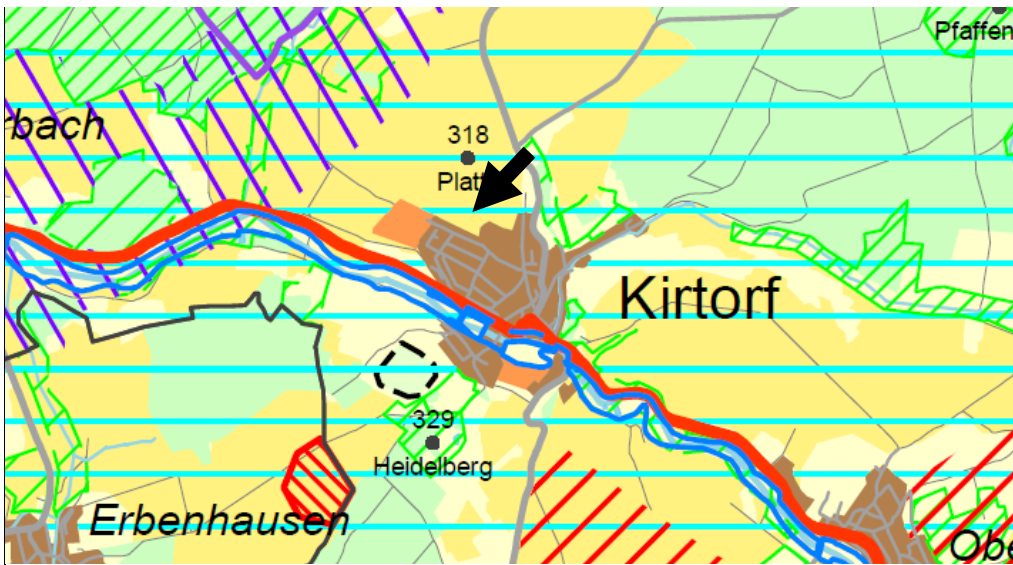 Pfaffen
rbach
318
Platt
Kirtorf
329
Heidelberg
Erbenhausen
Obe